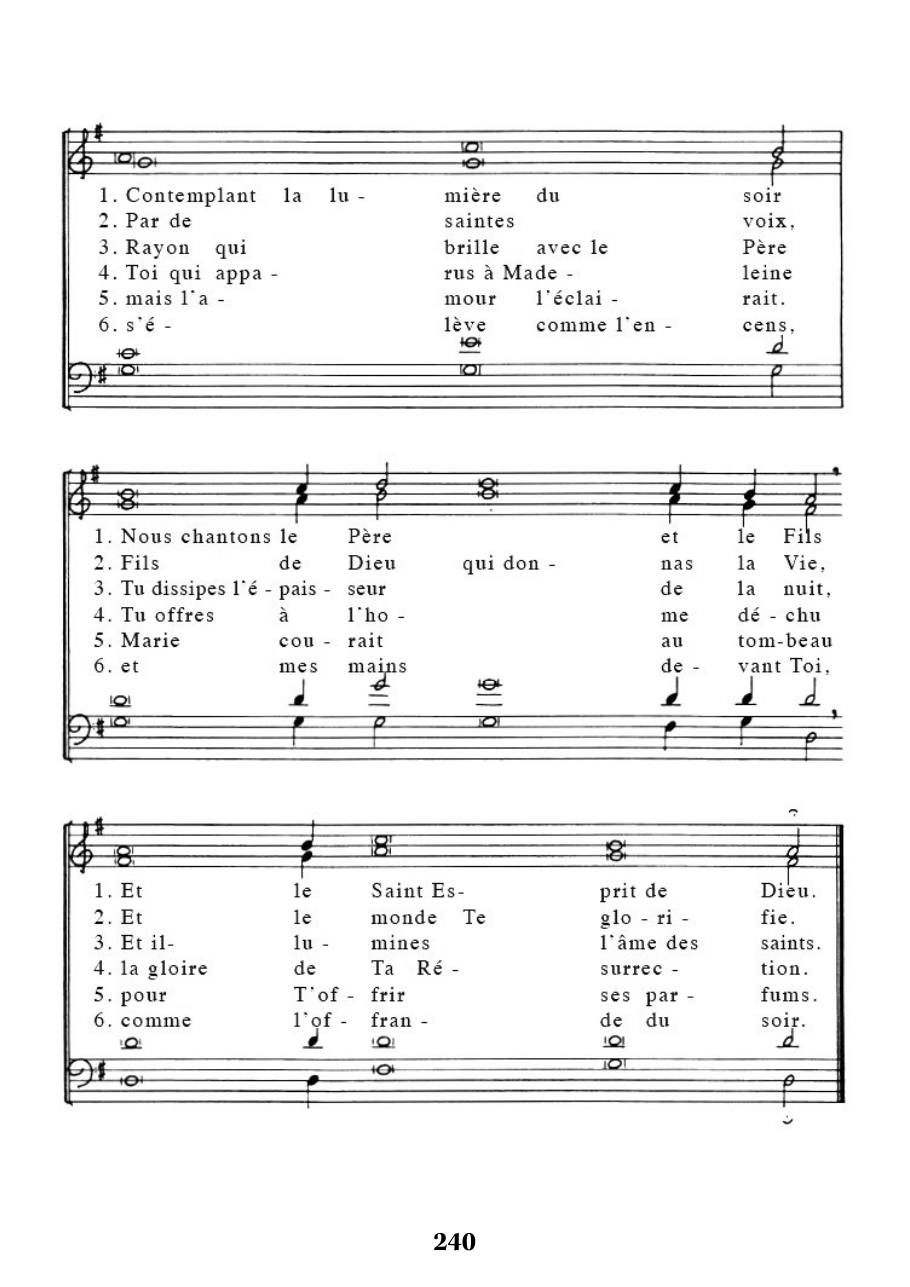 1. Contemplant la lu - mière du soir
2. Par de saintes voix,
3. Rayon qui brille avec le Père
4. Toi qui appa - rus à Made - leine
5. mais l'a - mour l'éclai - rait.
6. s'é - lève comme l'en - cens,
1. Nous chantons le Père et le Fils
2. Fils de Dieu qui don - nas la Vie,
3. Tu dissipes l'é - pais - seur de la nuit,
4. Tu offres à l'ho - me dé - chu
5. Marie cou - rait au tom-beau
6. et mes mains de - vant Toi,
1. Et le Saint Es- prit de Dieu.
2. Et le monde Te glo - ri - fie.
3. Et il- lu - mines l'âme des saints.
4. la gloire de Ta Ré - surrec - tion.
5. pour T'of - frir ses par - fums.
6. comme l'of - fran - de du soir.
240